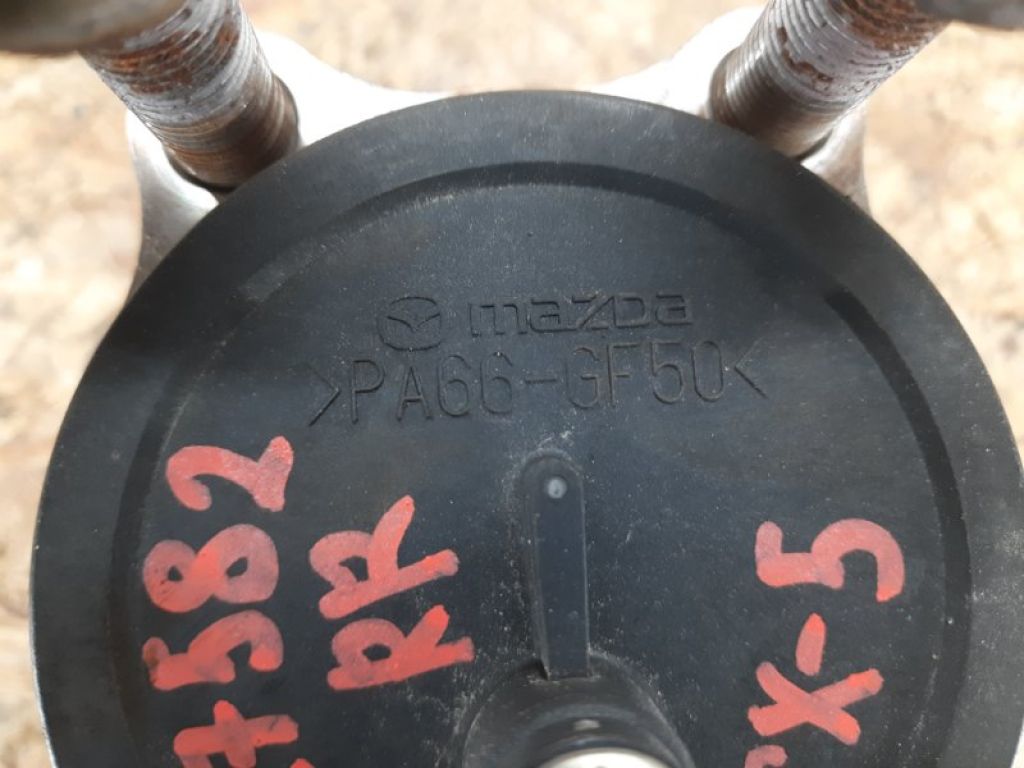 mazda
>PA66-GF50<
582
RR
X-5